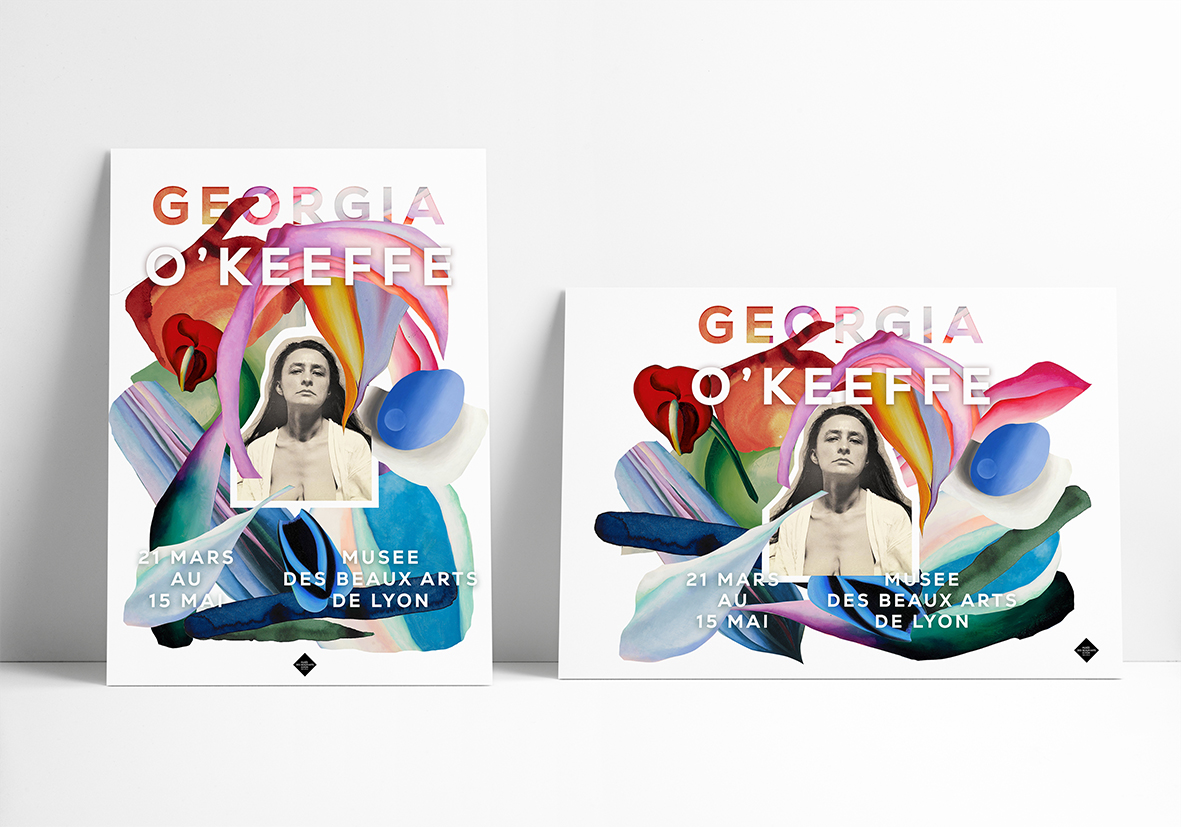 GEORGIA
O'KEEFFE
21 MARS
AU
15 MAI
MUSEE
DES BEAUX ARTS
DE LYON
GEORGIA
O'KEEFFE
21 MARS
AU
15 MAI
MUSEE
DES BEAUX ARTS
DE LYON